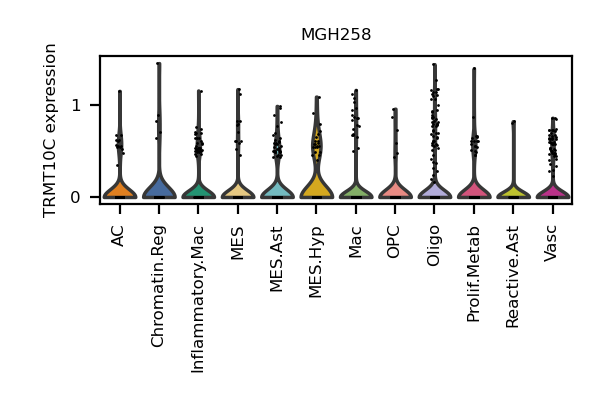 MGH258
TRMT10C expression
1
0
AC
Chromatin.Reg
Inflammatory.Mac
MES
MES.Ast
MES.Hyp
Mac
OPC
Oligo
Prolif.Metab
Reactive.Ast
Vasc